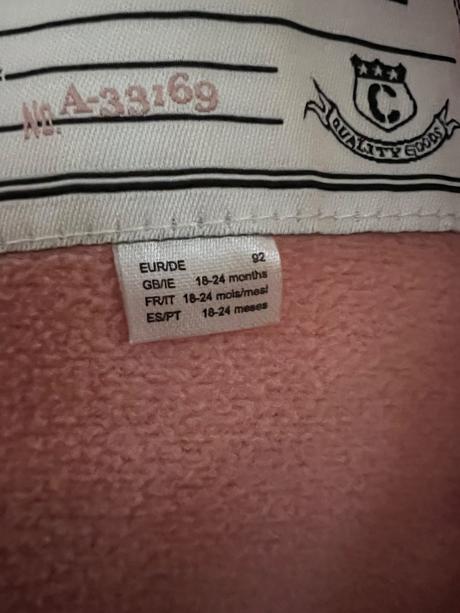 No. A-33169
C
QUALITY GOODS
EUR/DE 92
GB/IE 18-24 months
FR/IT 18-24 mois/mesi
ES/PT 18-24 meses